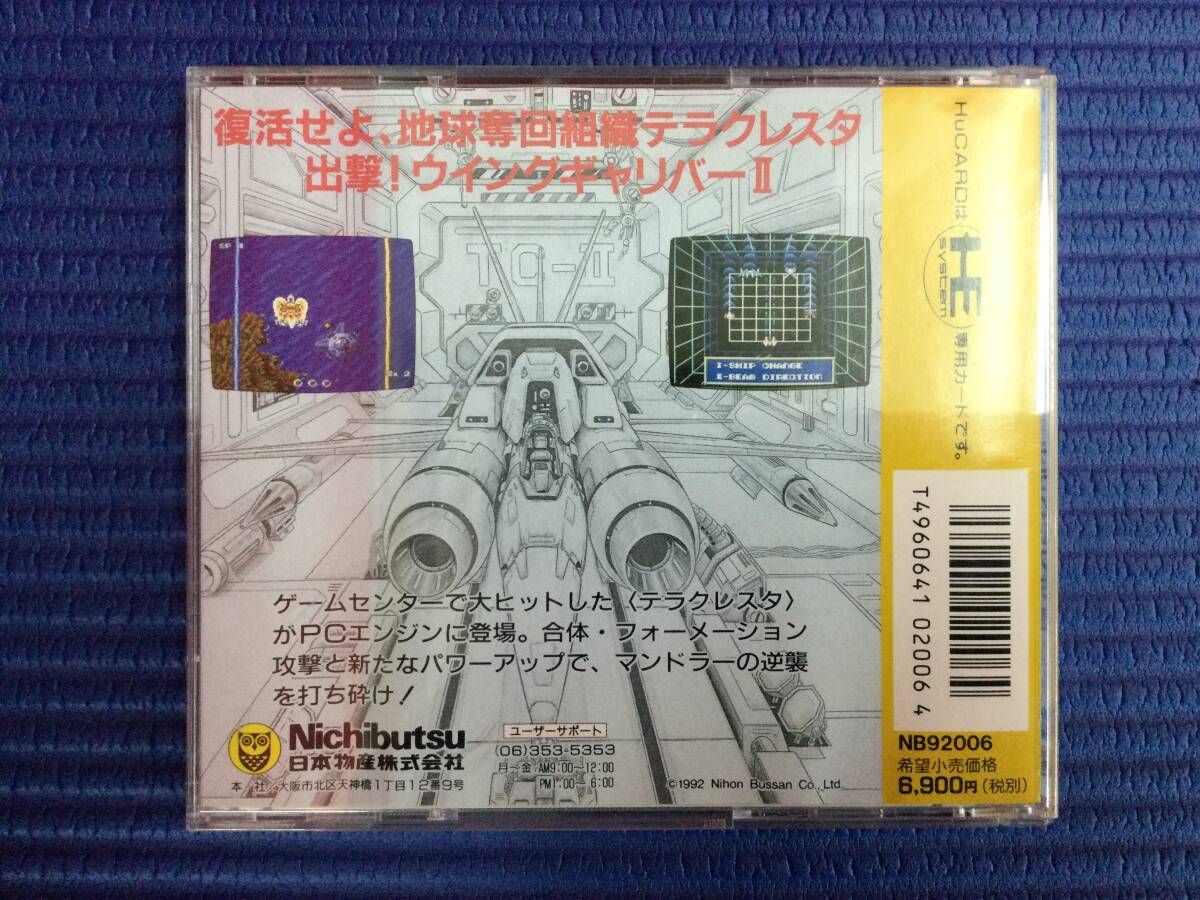 復活せよ、地球奪回組織テラクレスタ
出撃!ウイングギャリバーⅡ
TC-Ⅱ
SP
2
I-SHIP CHANGE
II-BEAM DIRECTION
ゲームセンターで大ヒットした〈テラクレスタ〉
がPCエンジンに登場。合体・フォーメーション
攻撃と新たなパワーアップで、マンドラーの逆襲
を打ち砕け!
Nichibutsu
日本物産株式会社
本 社/大阪市北区天神橋1丁目12番9号
ユーザーサポート
(06)353-5353
月〜金:AM9:00〜12:00
PM1:00〜6:00
©1992 Nihon Bussan Co., Ltd.
HuCARDは HE system 専用カードです。
T4960641 02006 4
NB92006
希望小売価格
6,900円(税別)